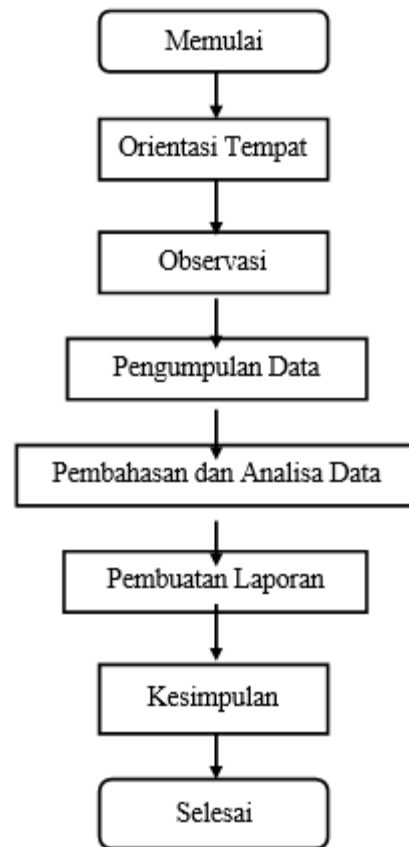 Memulai
Orientasi Tempat
Observasi
Pengumpulan Data
Pembahasan dan Analisa Data
Pembuatan Laporan
Kesimpulan
Selesai